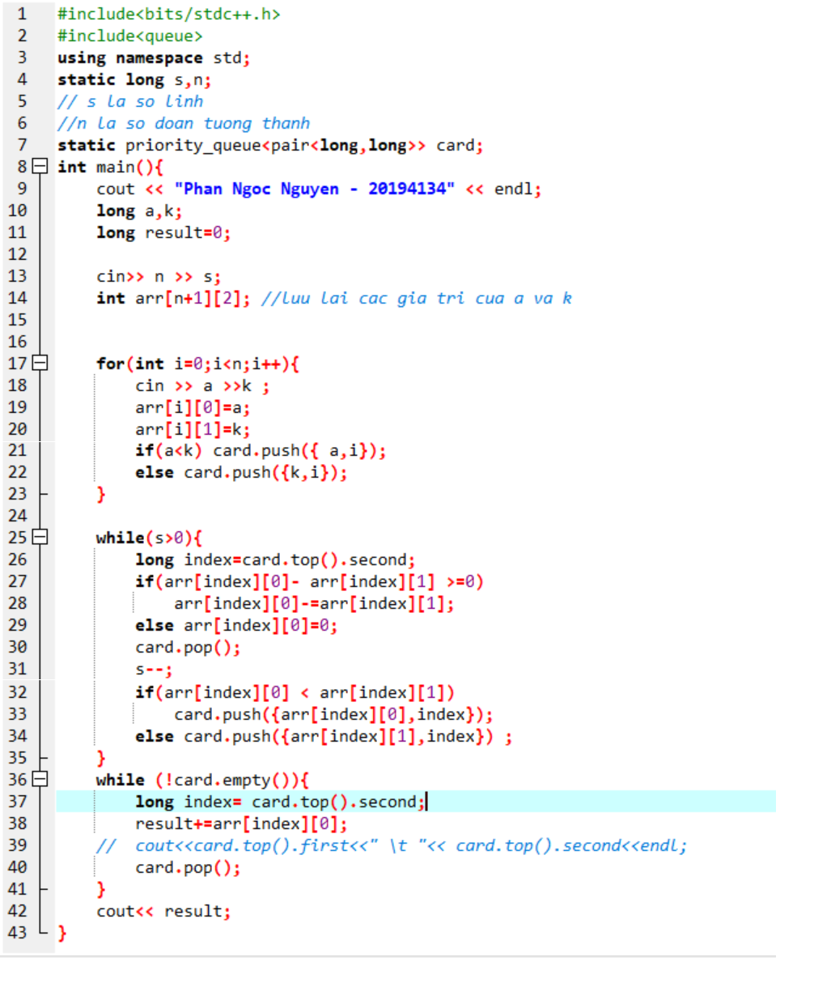 1 #include<bits/stdc++.h>
2 #include<queue>
3 using namespace std;
4 static long s,n;
5 // s la so linh
6 //n la so doan tuong thanh
7 static priority_queue<pair<long,long>> card;
8 int main(){
9 cout << "Phan Ngoc Nguyen - 20194134" << endl;
10 long a,k;
11 long result=0;
12
13 cin>> n >> s;
14 int arr[n+1][2]; //luu lai cac gia tri cua a va k
15
16
17 for(int i=0;i<n;i++){
18 cin >> a >>k ;
19 arr[i][0]=a;
20 arr[i][1]=k;
21 if(a<k) card.push({ a,i});
22 else card.push({k,i});
23 }
24
25 while(s>0){
26 long index=card.top().second;
27 if(arr[index][0]- arr[index][1] >=0)
28 arr[index][0]-=arr[index][1];
29 else arr[index][0]=0;
30 card.pop();
31 s--;
32 if(arr[index][0] < arr[index][1])
33 card.push({arr[index][0],index});
34 else card.push({arr[index][1],index}) ;
35 }
36 while (!card.empty()){
37 long index= card.top().second;
38 result+=arr[index][0];
39 // cout<<card.top().first<<" \t "<< card.top().second<<endl;
40 card.pop();
41 }
42 cout<< result;
43 }